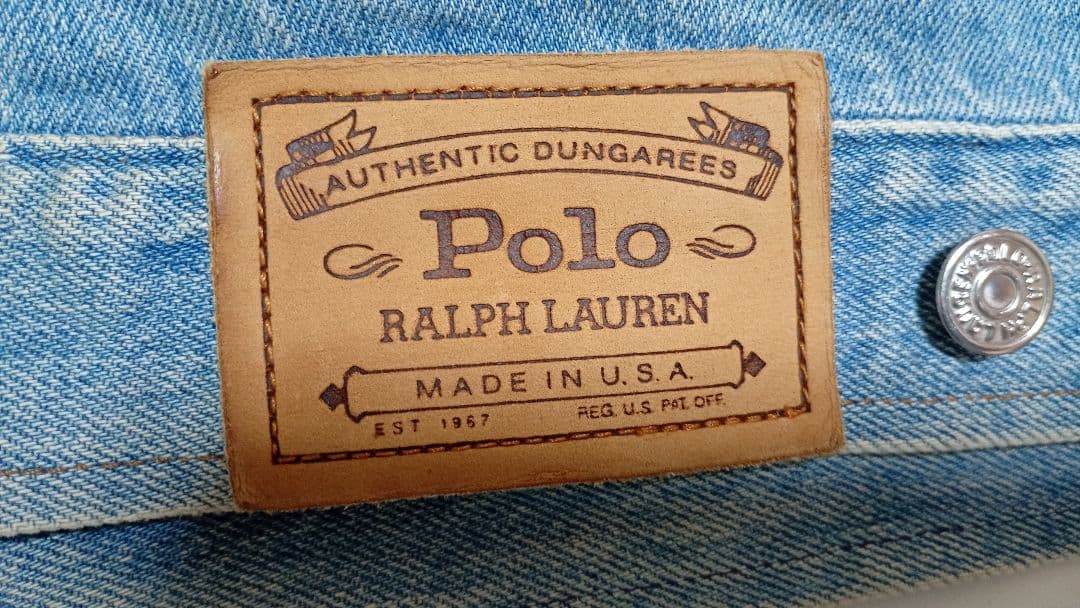 AUTHENTIC DUNGAREES
Polo
RALPH LAUREN
MADE IN U.S.A.
EST 1967
REG. U.S. PAT. OFF.